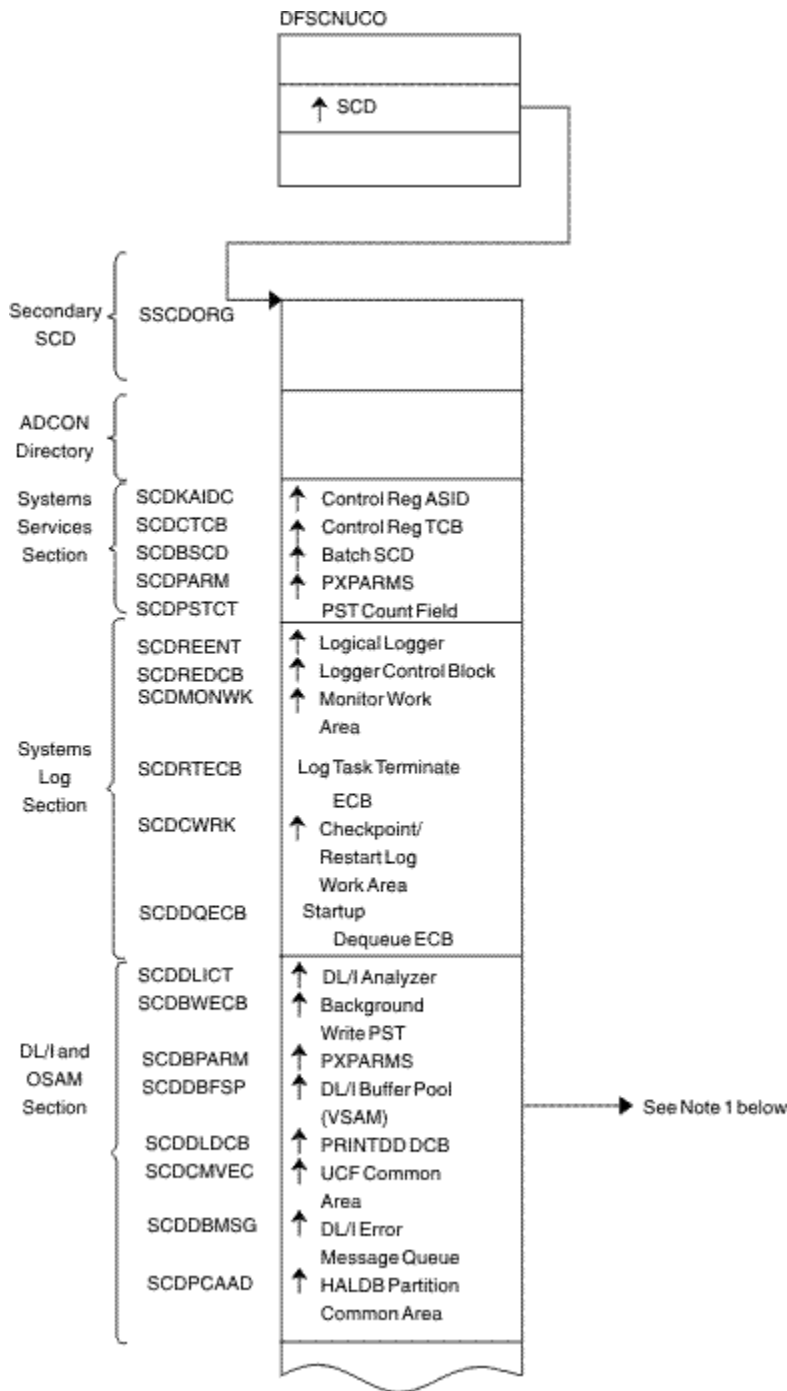 DFSCNUCO
SCD
Secondary
SCD
SSCDORG
ADCON
Directory
Systems
Services
Section
SCDKAIDC Control Reg ASID
SCDCTCB Control Reg TCB
SCDBSCD Batch SCD
SCDPARM PXPARMS
SCDPSTCT PST Count Field
Systems
Log
Section
SCDREENT Logical Logger
SCDREDCB Logger Control Block
SCDMONWK Monitor Work
Area
SCDRTECB Log Task Terminate
ECB
SCDCWRK Checkpoint/
Restart Log
Work Area
SCDDQECB Startup
Dequeue ECB
DL/I and
OSAM
Section
SCDDLICT DL/I Analyzer
SCDBWECB Background
Write PST
SCDBPARM PXPARMS
SCDDBFSP DL/I Buffer Pool
(VSAM)
See Note 1 below
SCDDLDCB PRINTDD DCB
SCDCMVEC UCF Common
Area
SCDDBMSG DL/I Error
Message Queue
SCDPCAAD HALDB Partition
Common Area